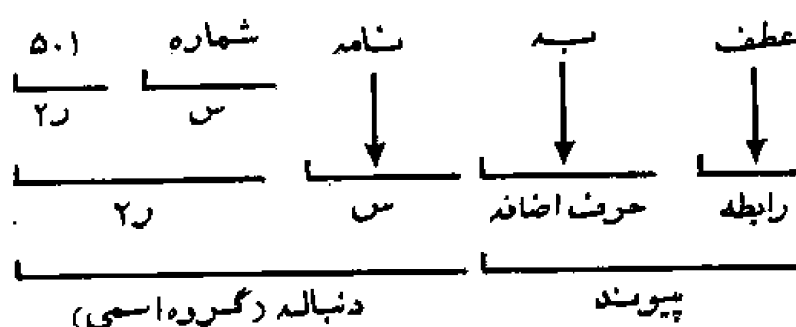 عطف به نامه شماره ۵۰۱
س ر۲
رابطه حرف اضافه س ر۲
پیوند دنباله (گروه اسمی)